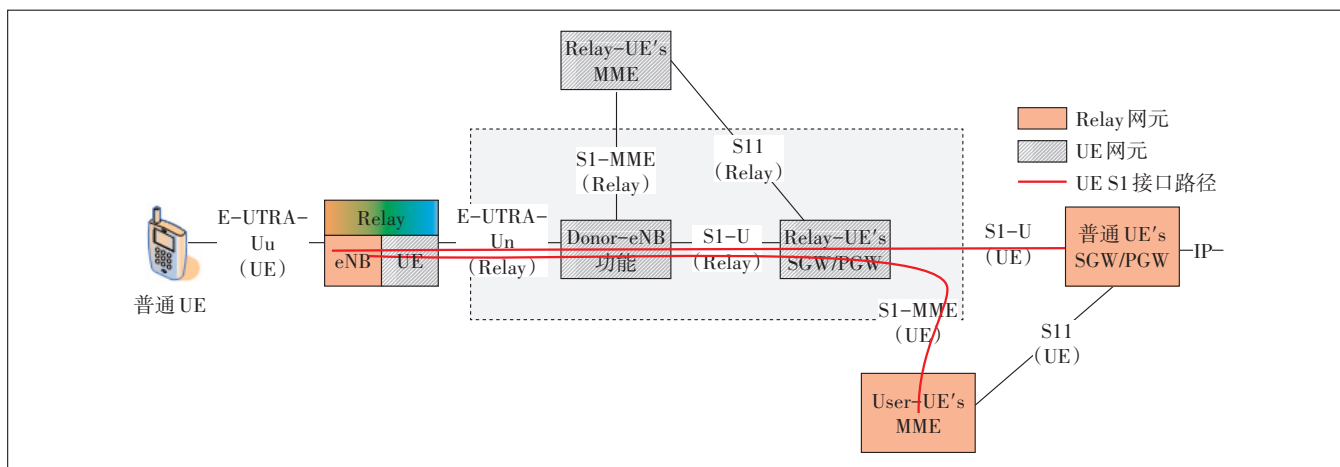 Relay-UE's
MME
S1-MME
(Relay)
S11
(Relay)
Relay网元
UE网元
UE S1接口路径
普通UE
E-UTRA-
Uu
(UE)
Relay
eNB
UE
E-UTRA-
Un
(Relay)
Donor-eNB
功能
S1-U
(Relay)
Relay-UE's
SGW/PGW
S1-U
(UE)
普通UE's
SGW/PGW
IP
S1-MME
(UE)
S11
(UE)
User-UE's
MME